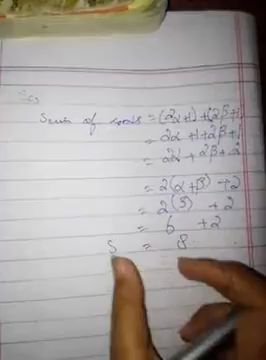 Sum of roots = (2α+1)+(2β+1)
= 2α+1+2β+1
= 2α+2β+2
= 2(α+β)+2
= 2(3)+2
= 6+2
S = 8